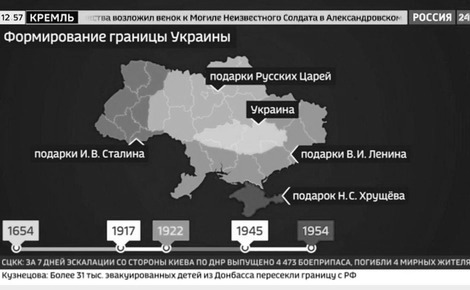 12:57 КРЕМЛЬ ства возложил венок к Могиле Неизвестного Солдата в Александровском РОССИЯ 24
Формирование границы Украины
подарки Русских Царей
Украина
подарки И. В. Сталина
подарки В. И. Ленина
подарок Н. С. Хрущёва
1654 1917 1922 1945 1954
СЦКК: ЗА 7 ДНЕЙ ЭСКАЛАЦИИ СО СТОРОНЫ КИЕВА ПО ДНР ВЫПУЩЕНО 4 473 БОЕПРИПАСА, ПОГИБЛИ 4 МИРНЫХ ЖИТЕЛЯ
Кузнецова: Более 31 тыс. эвакуированных детей из Донбасса пересекли границу с РФ